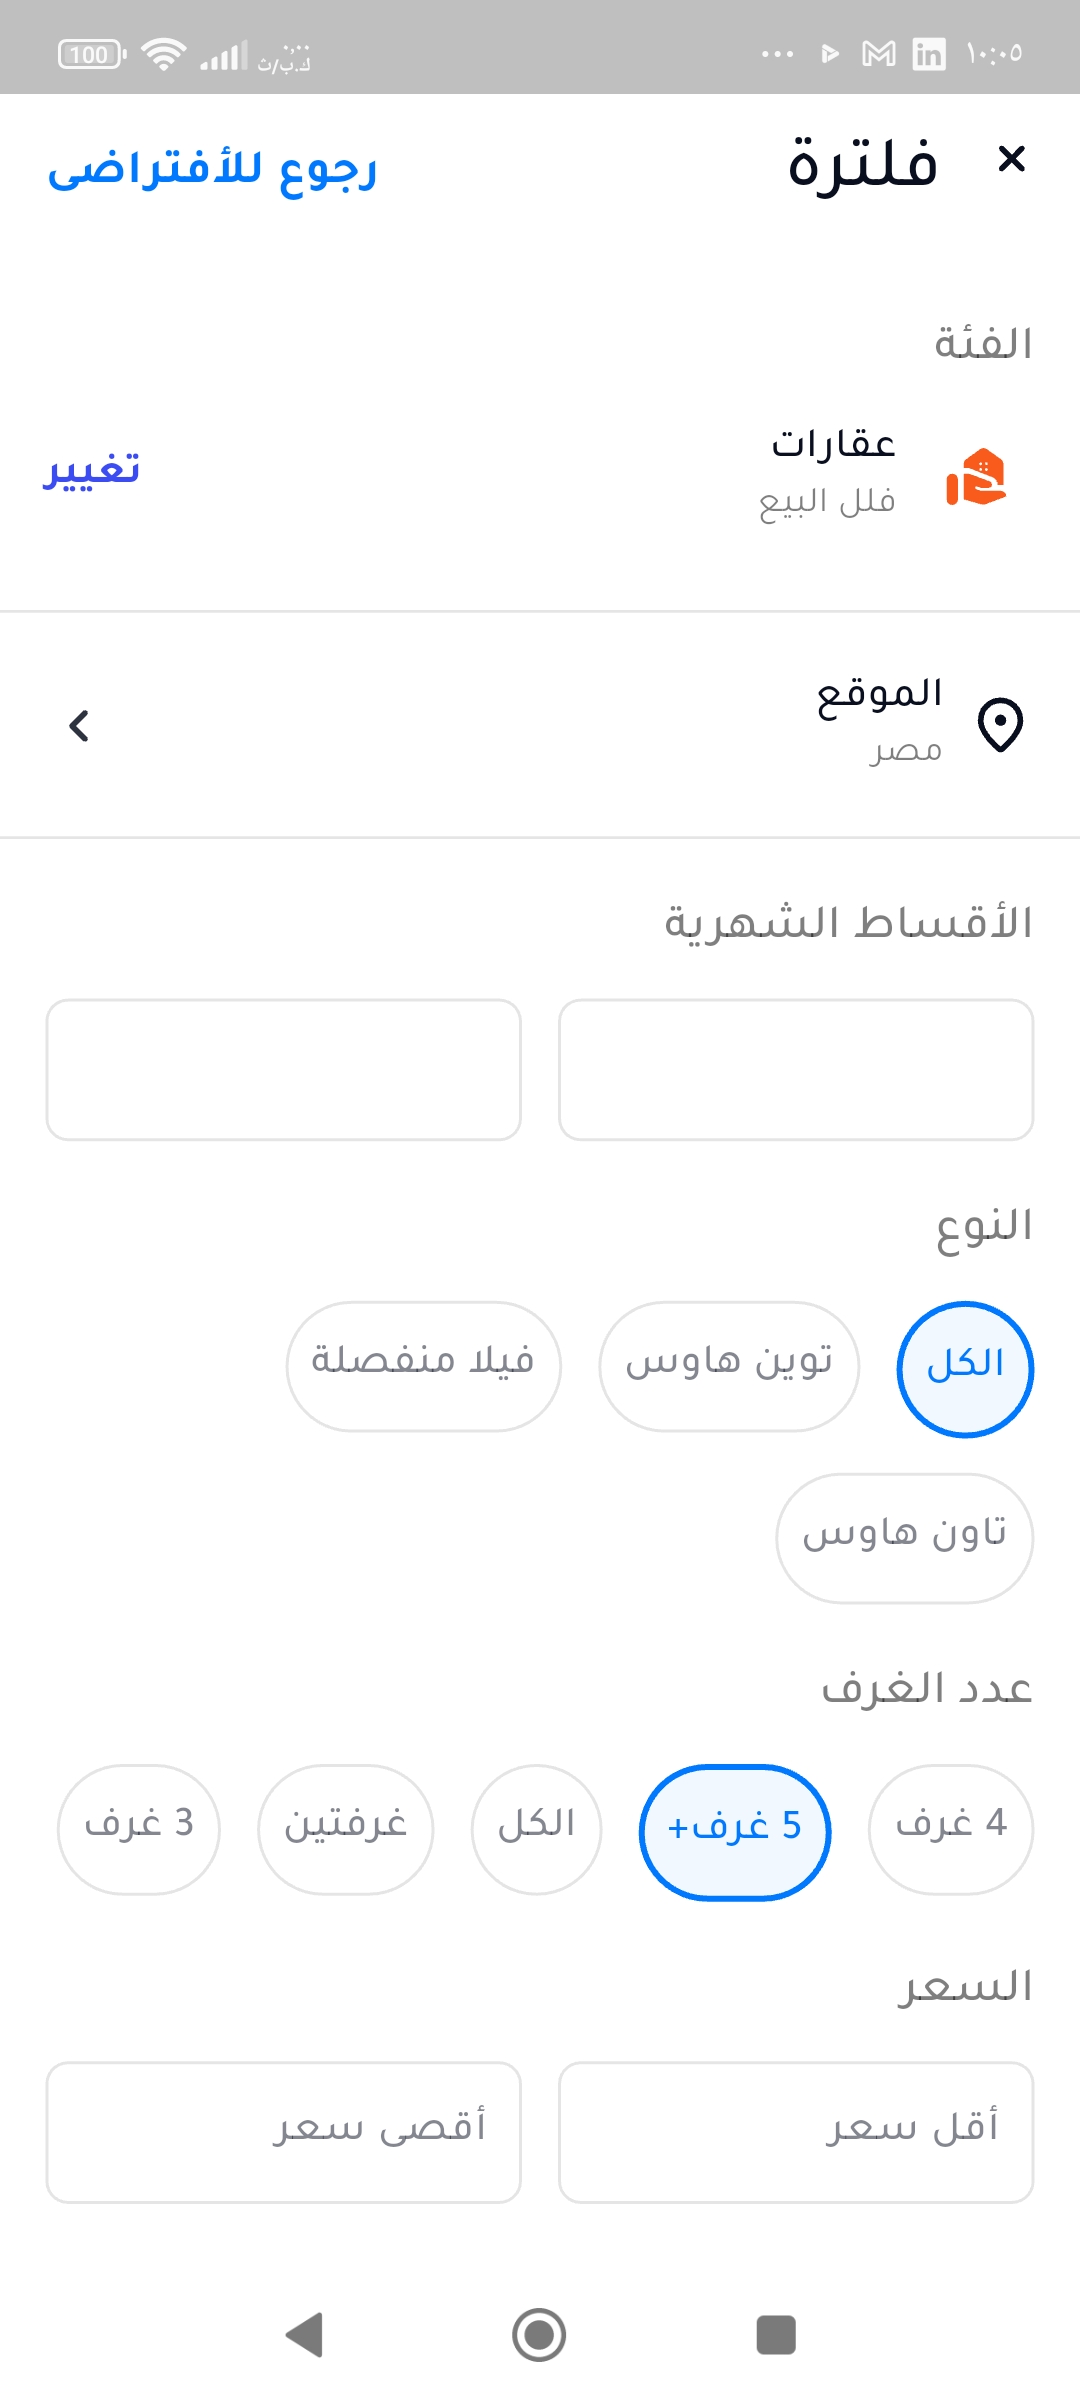 ١٠:٠٥
100
ك.ب/ث
فلترة
رجوع للأفتراضى
الفئة
عقارات
فلل البيع
تغيير
الموقع
مصر
الأقساط الشهرية
النوع
الكل
توين هاوس
فيلا منفصلة
تاون هاوس
عدد الغرف
4 غرف
5 غرف+
الكل
غرفتين
3 غرف
السعر
أقل سعر
أقصى سعر